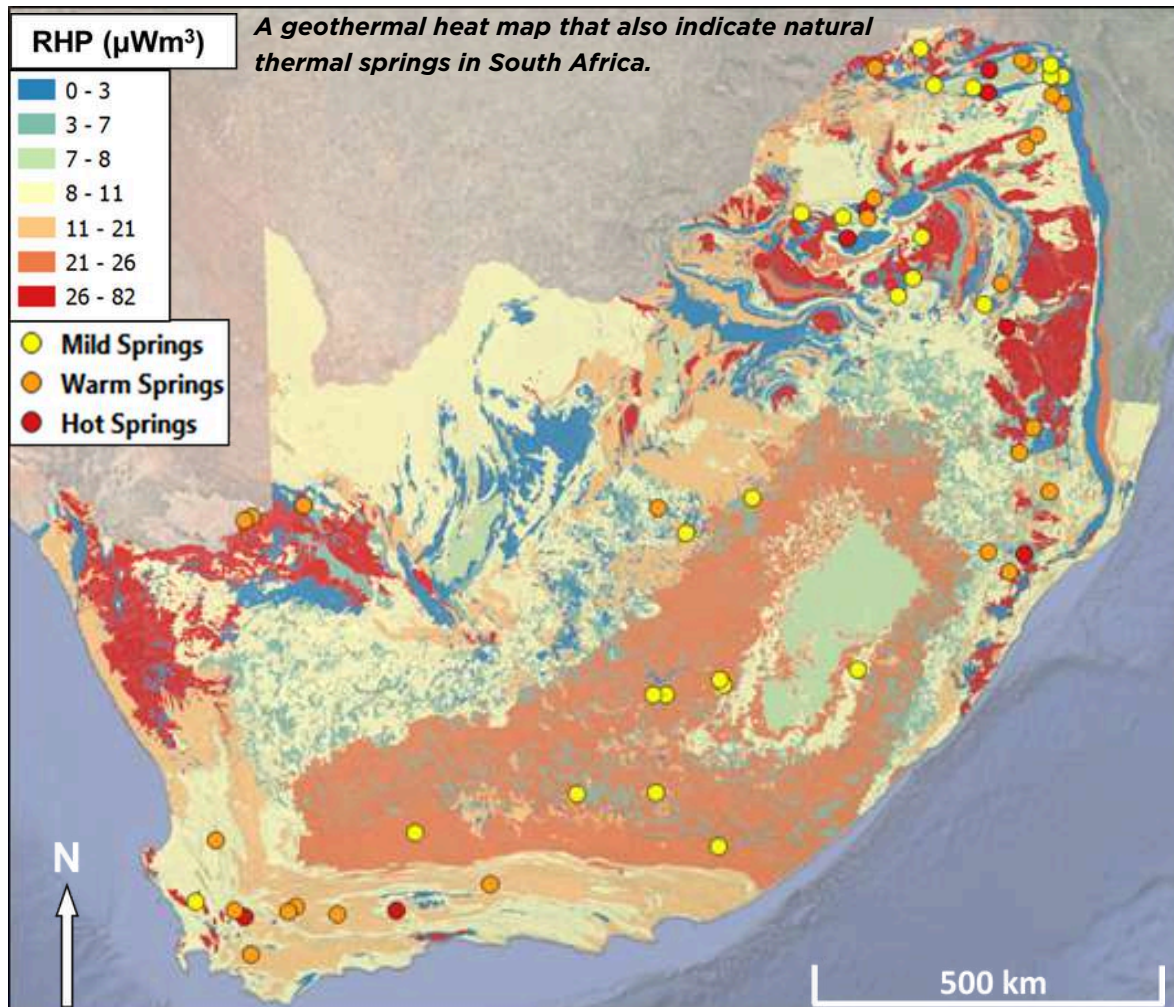 RHP (µWm³)
A geothermal heat map that also indicate natural
thermal springs in South Africa.
0 - 3
3 - 7
7 - 8
8 - 11
11 - 21
21 - 26
26 - 82
Mild Springs
Warm Springs
Hot Springs
N
500 km